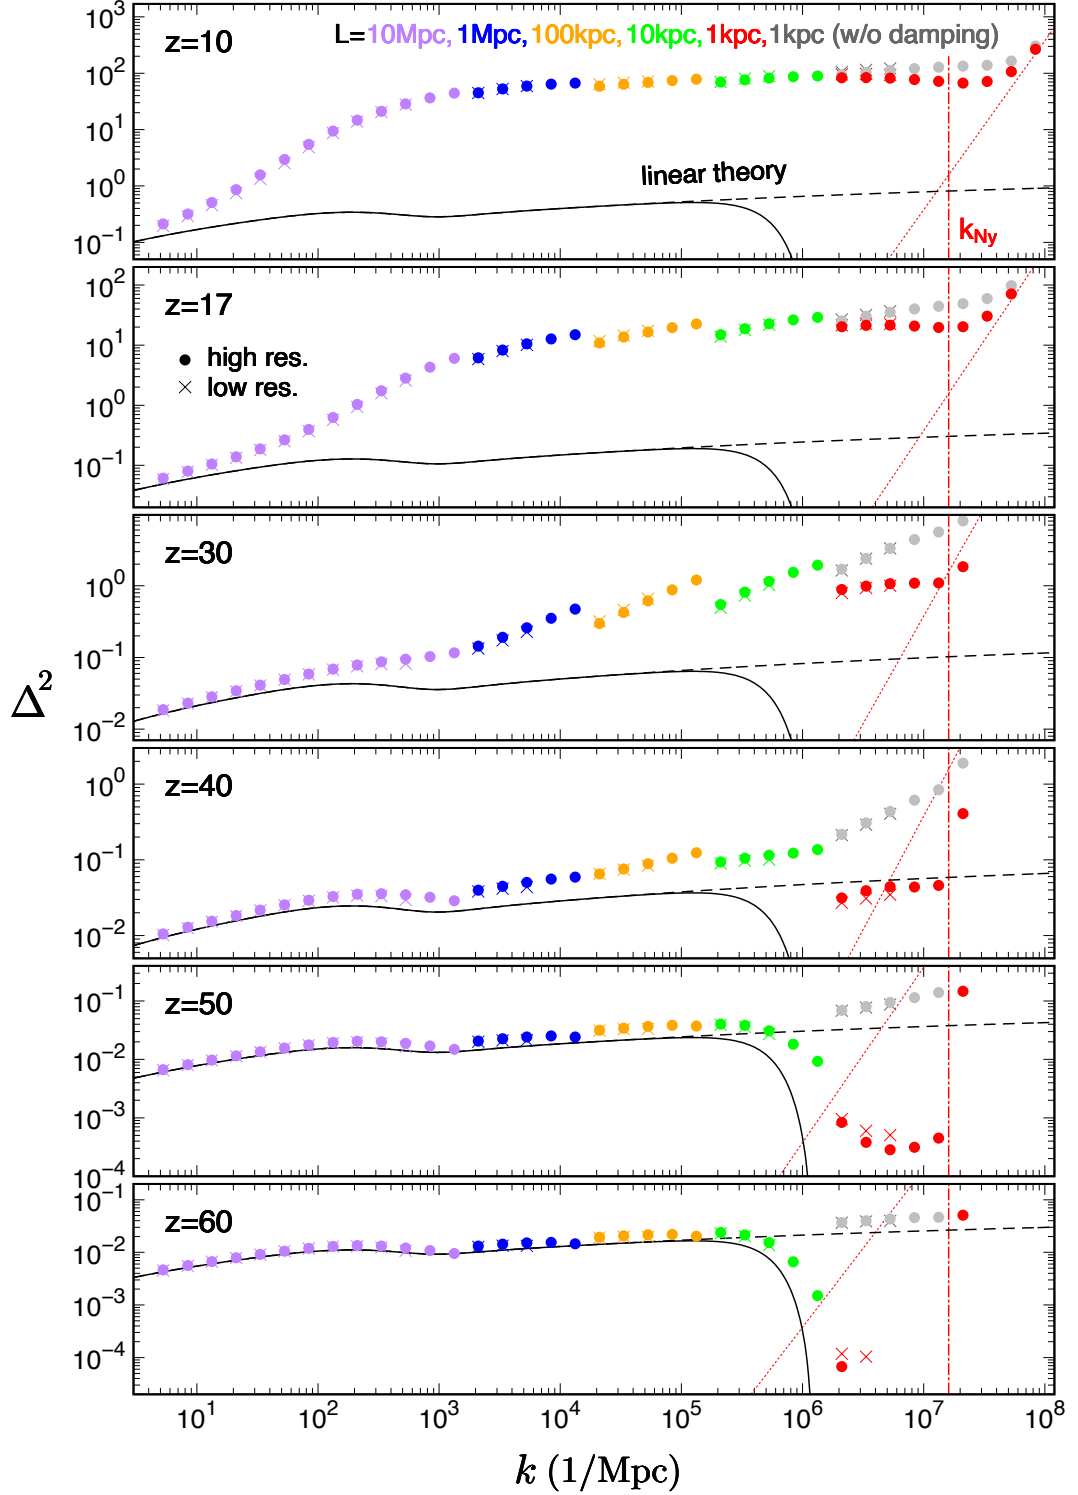 10³
z=10
L=10Mpc, 1Mpc, 100kpc, 10kpc, 1kpc, 1kpc (w/o damping)
10²
10¹
linear theory
10⁰
k_Ny
10⁻¹
10²
z=17
high res.
10¹
low res.
10⁰
10⁻¹
z=30
10⁰
10⁻¹
Δ²
10⁻²
z=40
10⁰
10⁻¹
10⁻²
z=50
10⁻¹
10⁻²
10⁻³
10⁻⁴
10⁻¹
z=60
10⁻²
10⁻³
10⁻⁴
10¹ 10² 10³ 10⁴ 10⁵ 10⁶ 10⁷ 10⁸
k (1/Mpc)